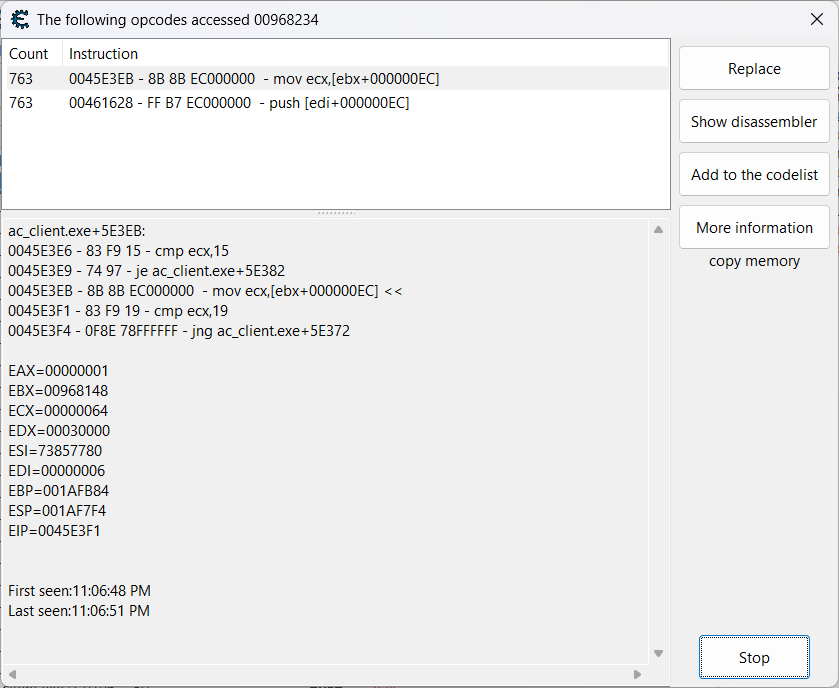 The following opcodes accessed 00968234
Count Instruction
763 0045E3EB - 8B 8B EC000000 - mov ecx,[ebx+000000EC]
763 00461628 - FF B7 EC000000 - push [edi+000000EC]
Replace
Show disassembler
Add to the codelist
More information
copy memory
ac_client.exe+5E3EB:
0045E3E6 - 83 F9 15 - cmp ecx,15
0045E3E9 - 74 97 - je ac_client.exe+5E382
0045E3EB - 8B 8B EC000000 - mov ecx,[ebx+000000EC] <<
0045E3F1 - 83 F9 19 - cmp ecx,19
0045E3F4 - 0F8E 78FFFFFF - jng ac_client.exe+5E372
EAX=00000001
EBX=00968148
ECX=00000064
EDX=00030000
ESI=73857780
EDI=00000006
EBP=001AFB84
ESP=001AF7F4
EIP=0045E3F1
First seen:11:06:48 PM
Last seen:11:06:51 PM
Stop